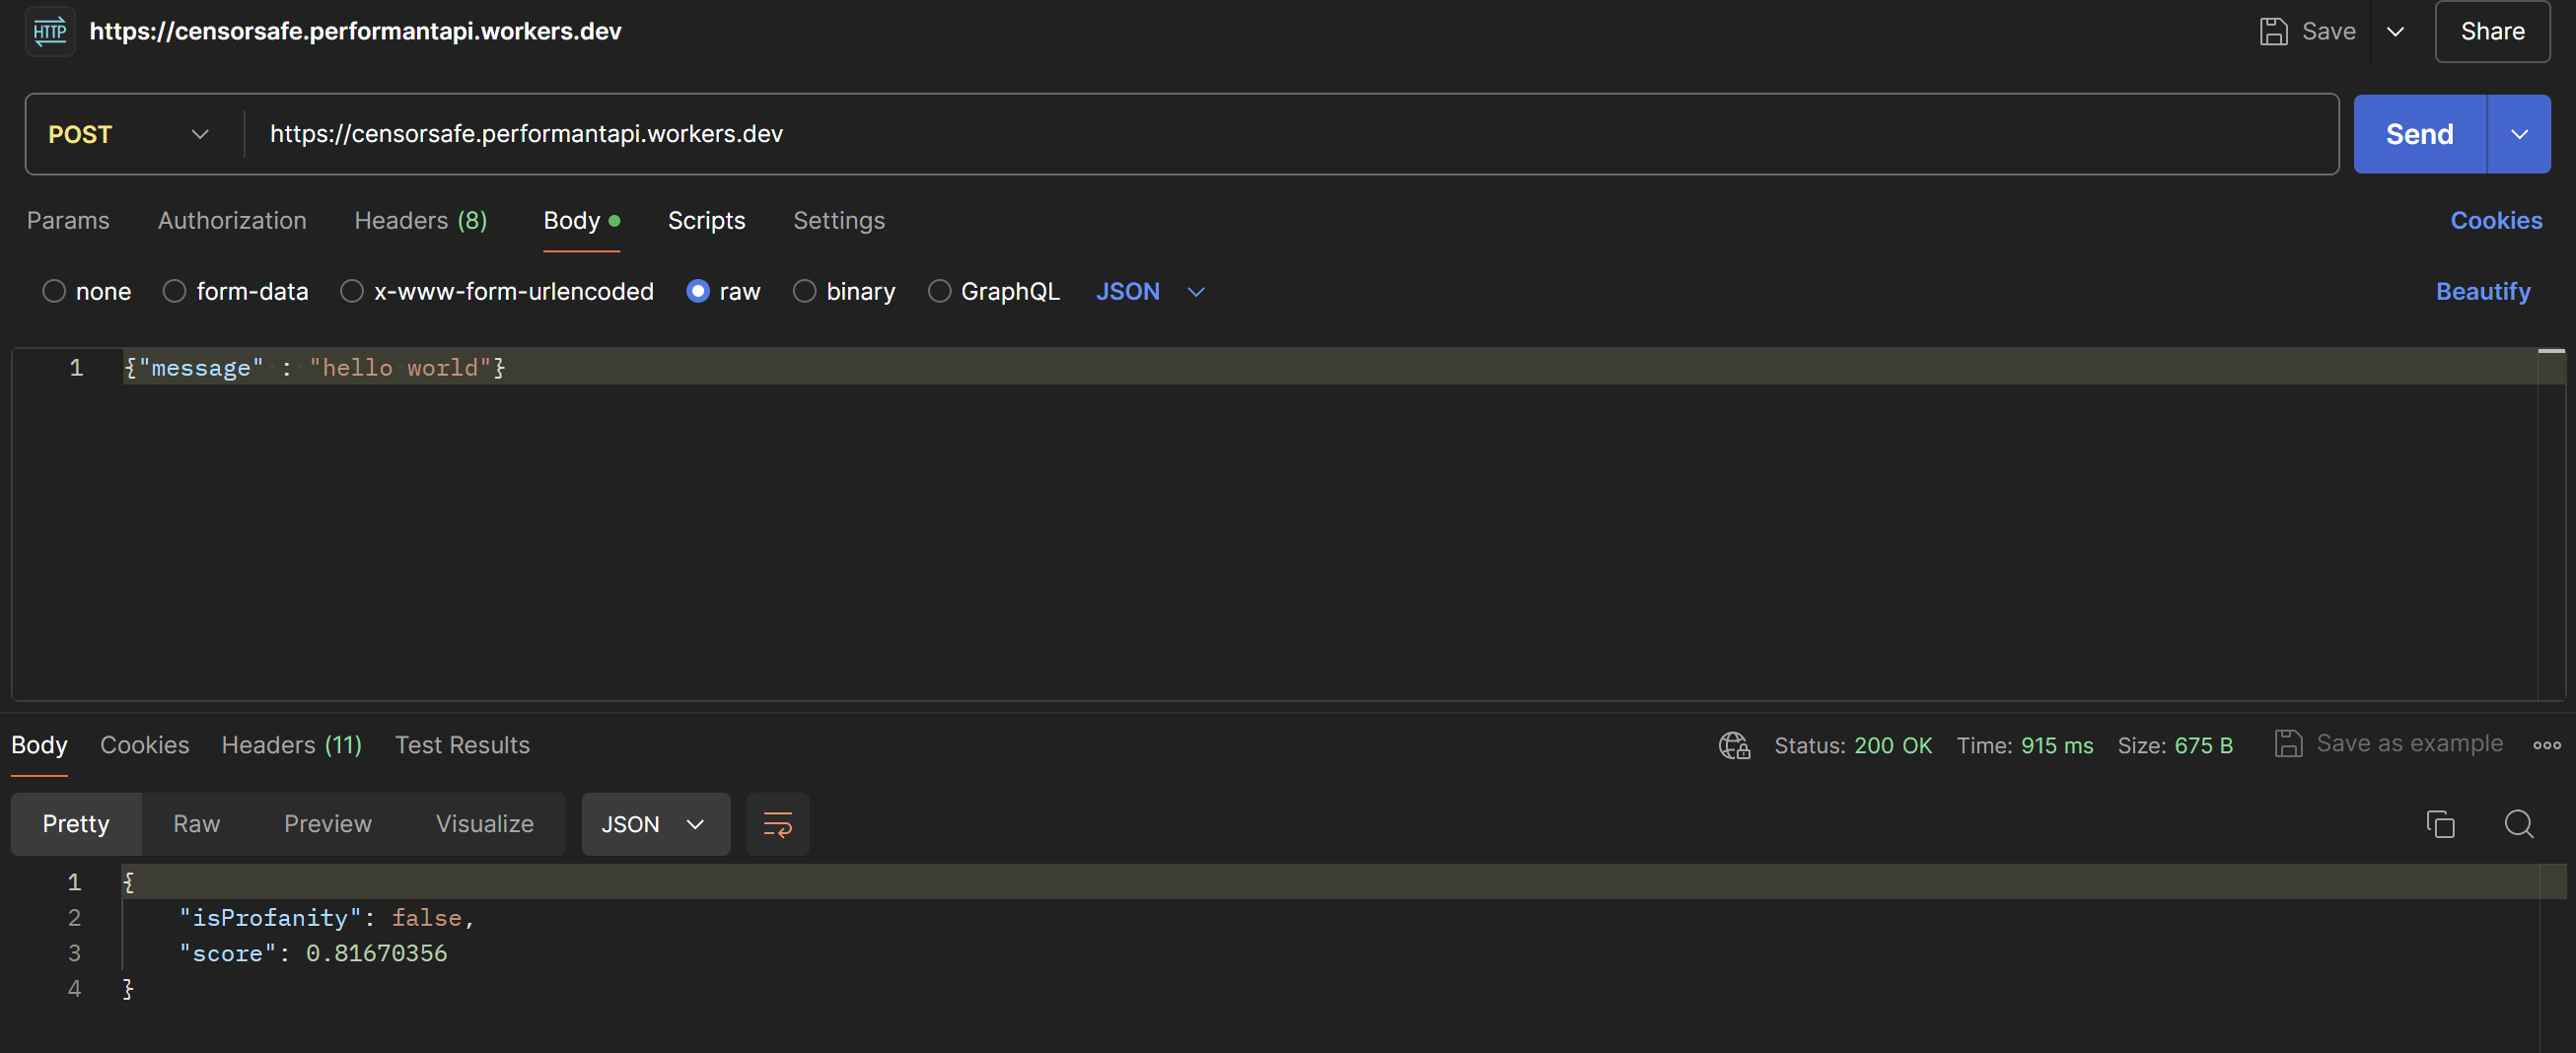 HTTP https://censorsafe.performantapi.workers.dev Save Share
POST https://censorsafe.performantapi.workers.dev Send
Params Authorization Headers (8) Body Scripts Settings Cookies
none form-data x-www-form-urlencoded raw binary GraphQL JSON Beautify
1 {"message" : "hello world"}
Body Cookies Headers (11) Test Results Status: 200 OK Time: 915 ms Size: 675 B Save as example
Pretty Raw Preview Visualize JSON
1 {
2 "isProfanity": false,
3 "score": 0.81670356
4 }